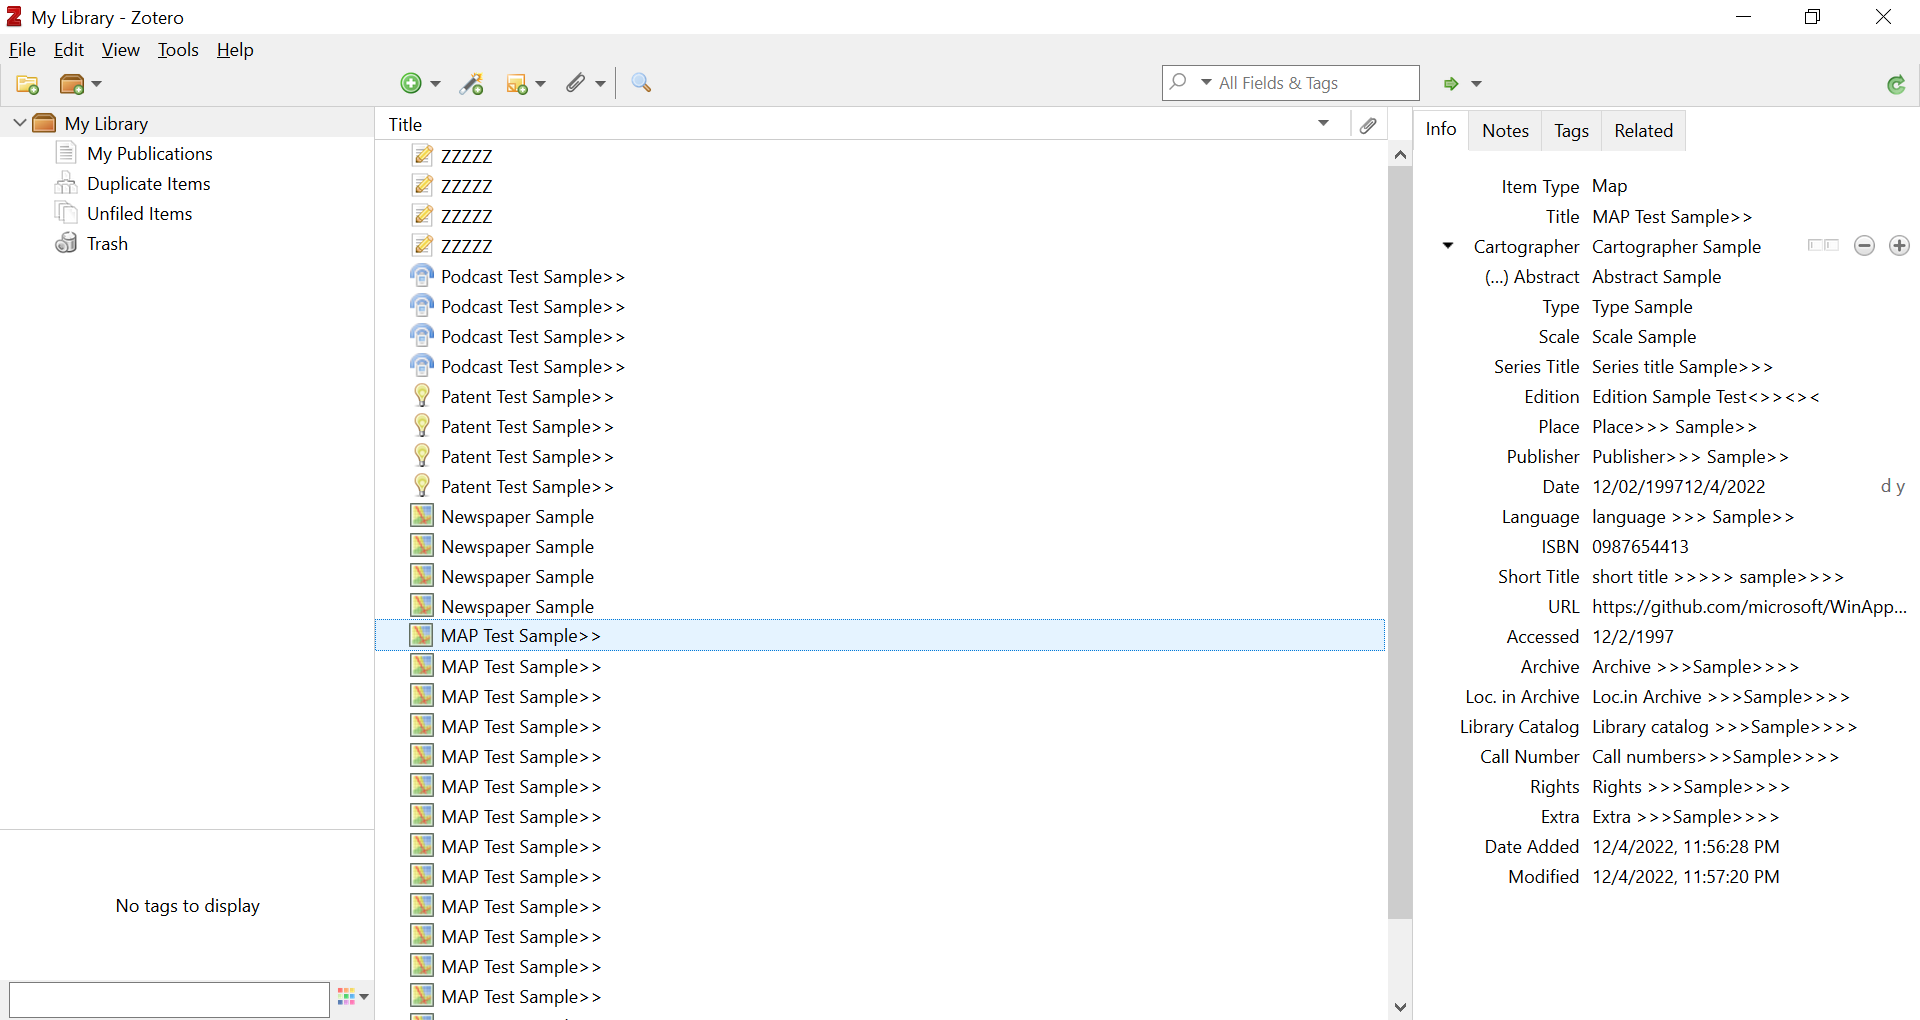 My Library - Zotero
File Edit View Tools Help
All Fields & Tags
My Library
My Publications
Duplicate Items
Unfiled Items
Trash
No tags to display
Title
ZZZZZ
ZZZZZ
ZZZZZ
ZZZZZ
Podcast Test Sample>>
Podcast Test Sample>>
Podcast Test Sample>>
Podcast Test Sample>>
Patent Test Sample>>
Patent Test Sample>>
Patent Test Sample>>
Patent Test Sample>>
Newspaper Sample
Newspaper Sample
Newspaper Sample
Newspaper Sample
MAP Test Sample>>
MAP Test Sample>>
MAP Test Sample>>
MAP Test Sample>>
MAP Test Sample>>
MAP Test Sample>>
MAP Test Sample>>
MAP Test Sample>>
MAP Test Sample>>
MAP Test Sample>>
MAP Test Sample>>
MAP Test Sample>>
MAP Test Sample>>
Info Notes Tags Related
Item Type Map
Title MAP Test Sample>>
Cartographer Cartographer Sample
(...) Abstract Abstract Sample
Type Type Sample
Scale Scale Sample
Series Title Series title Sample>>>
Edition Edition Sample Test<>><><
Place Place>>> Sample>>
Publisher Publisher>>> Sample>>
Date 12/02/199712/4/2022 d y
Language language >>> Sample>>
ISBN 0987654413
Short Title short title >>>>> sample>>>>
URL https://github.com/microsoft/WinApp...
Accessed 12/2/1997
Archive Archive >>>Sample>>>>
Loc. in Archive Loc.in Archive >>>Sample>>>>
Library Catalog Library catalog >>>Sample>>>>
Call Number Call numbers>>>Sample>>>>
Rights Rights >>>Sample>>>>
Extra Extra >>>Sample>>>>
Date Added 12/4/2022, 11:56:28 PM
Modified 12/4/2022, 11:57:20 PM